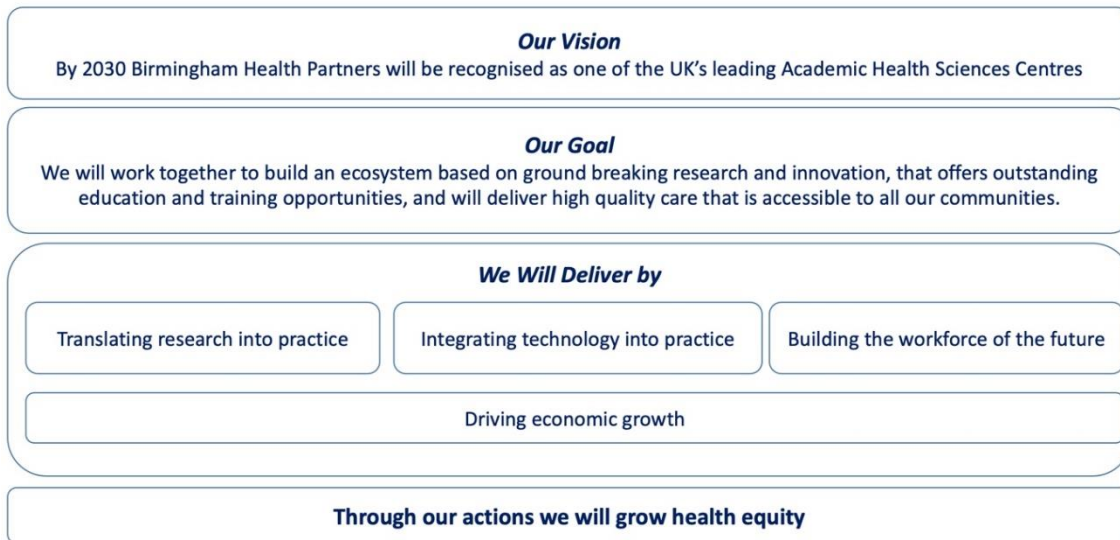 Our Vision
By 2030 Birmingham Health Partners will be recognised as one of the UK's leading Academic Health Sciences Centres
Our Goal
We will work together to build an ecosystem based on ground breaking research and innovation, that offers outstanding
education and training opportunities, and will deliver high quality care that is accessible to all our communities.
We Will Deliver by
Translating research into practice
Integrating technology into practice
Building the workforce of the future
Driving economic growth
Through our actions we will grow health equity